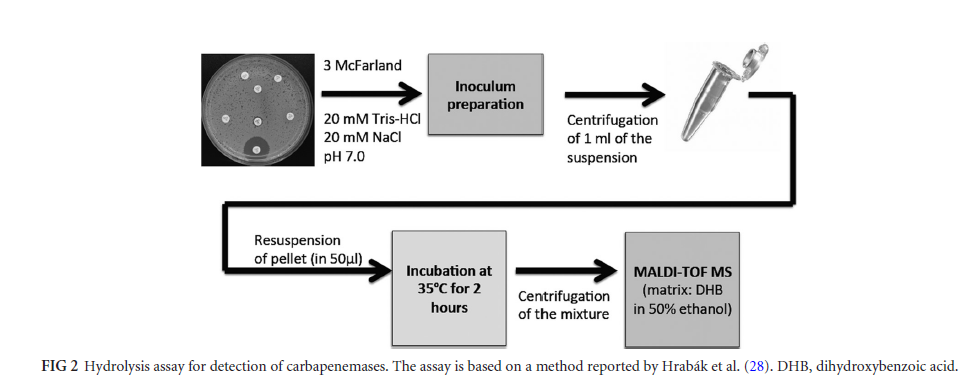 3 McFarland
20 mM Tris-HCl
20 mM NaCl
pH 7.0
Inoculum
preparation
Centrifugation
of 1 ml of the
suspension
Resuspension
of pellet (in 50µl)
Incubation at
35°C for 2
hours
Centrifugation
of the mixture
MALDI-TOF MS
(matrix: DHB
in 50% ethanol)
FIG 2 Hydrolysis assay for detection of carbapenemases. The assay is based on a method reported by Hrabák et al. (28). DHB, dihydroxybenzoic acid.